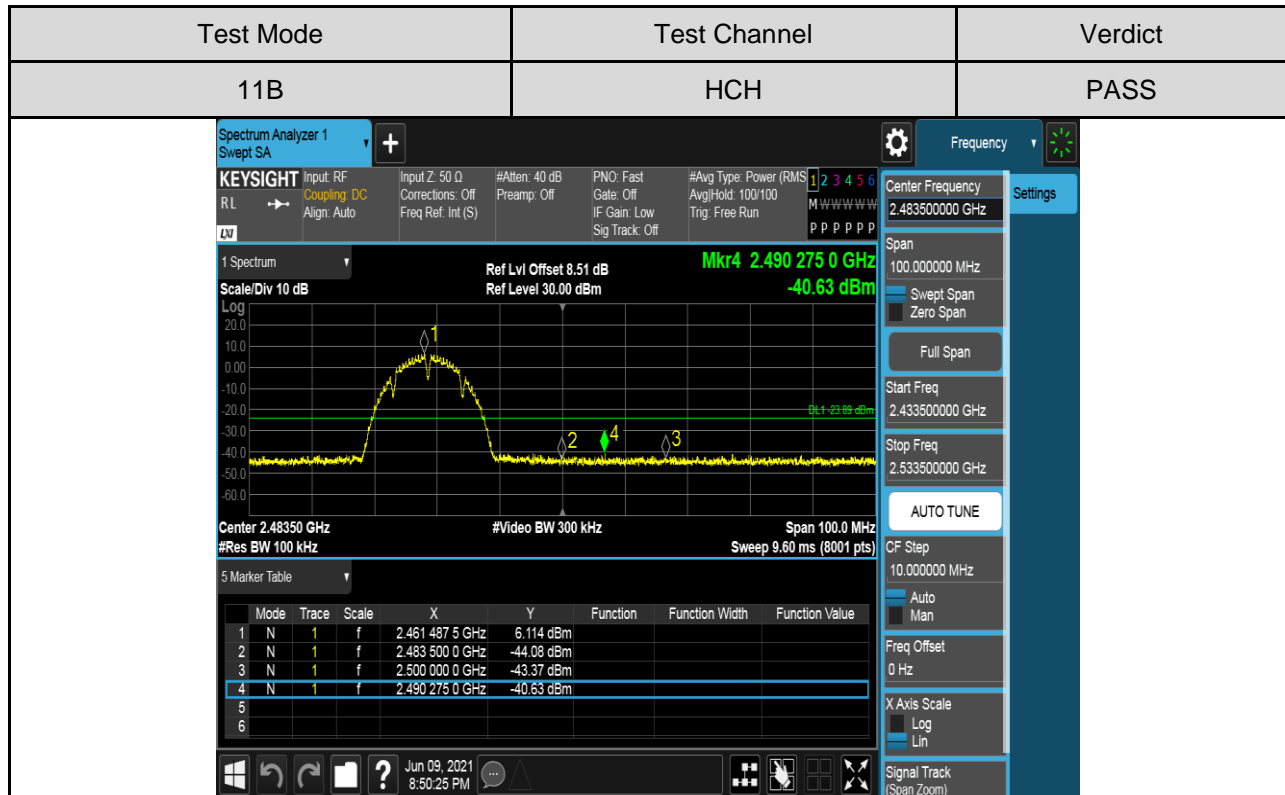 Test Mode Test Channel Verdict
11B HCH PASS
Spectrum Analyzer 1
Swept SA
+
Frequency
KEYSIGHT
RL
LXI
Input: RF
Coupling: DC
Align: Auto
Input Z: 50 Ω
Corrections: Off
Freq Ref: Int (S)
#Atten: 40 dB
Preamp: Off
PNO: Fast
Gate: Off
IF Gain: Low
Sig Track: Off
#Avg Type: Power (RMS
Avg|Hold: 100/100
Trig: Free Run
1 2 3 4 5 6
M W W W W W
P P P P P P
1 Spectrum
Scale/Div 10 dB
Ref Lvl Offset 8.51 dB
Ref Level 30.00 dBm
Mkr4 2.490 275 0 GHz
-40.63 dBm
Log
20.0
10.0
0.00
-10.0
-20.0
-30.0
-40.0
-50.0
-60.0
1
2
4
3
DL1 -23.89 dBm
Center 2.48350 GHz
#Video BW 300 kHz
Span 100.0 MHz
#Res BW 100 kHz
Sweep 9.60 ms (8001 pts)
5 Marker Table
Mode Trace Scale X Y Function Function Width Function Value
1 N 1 f 2.461 487 5 GHz 6.114 dBm
2 N 1 f 2.483 500 0 GHz -44.08 dBm
3 N 1 f 2.500 000 0 GHz -43.37 dBm
4 N 1 f 2.490 275 0 GHz -40.63 dBm
5
6
?
Jun 09, 2021
8:50:25 PM
Center Frequency
2.483500000 GHz
Settings
Span
100.000000 MHz
Swept Span
Zero Span
Full Span
Start Freq
2.433500000 GHz
Stop Freq
2.533500000 GHz
AUTO TUNE
CF Step
10.000000 MHz
Auto
Man
Freq Offset
0 Hz
X Axis Scale
Log
Lin
Signal Track
(Span Zoom)